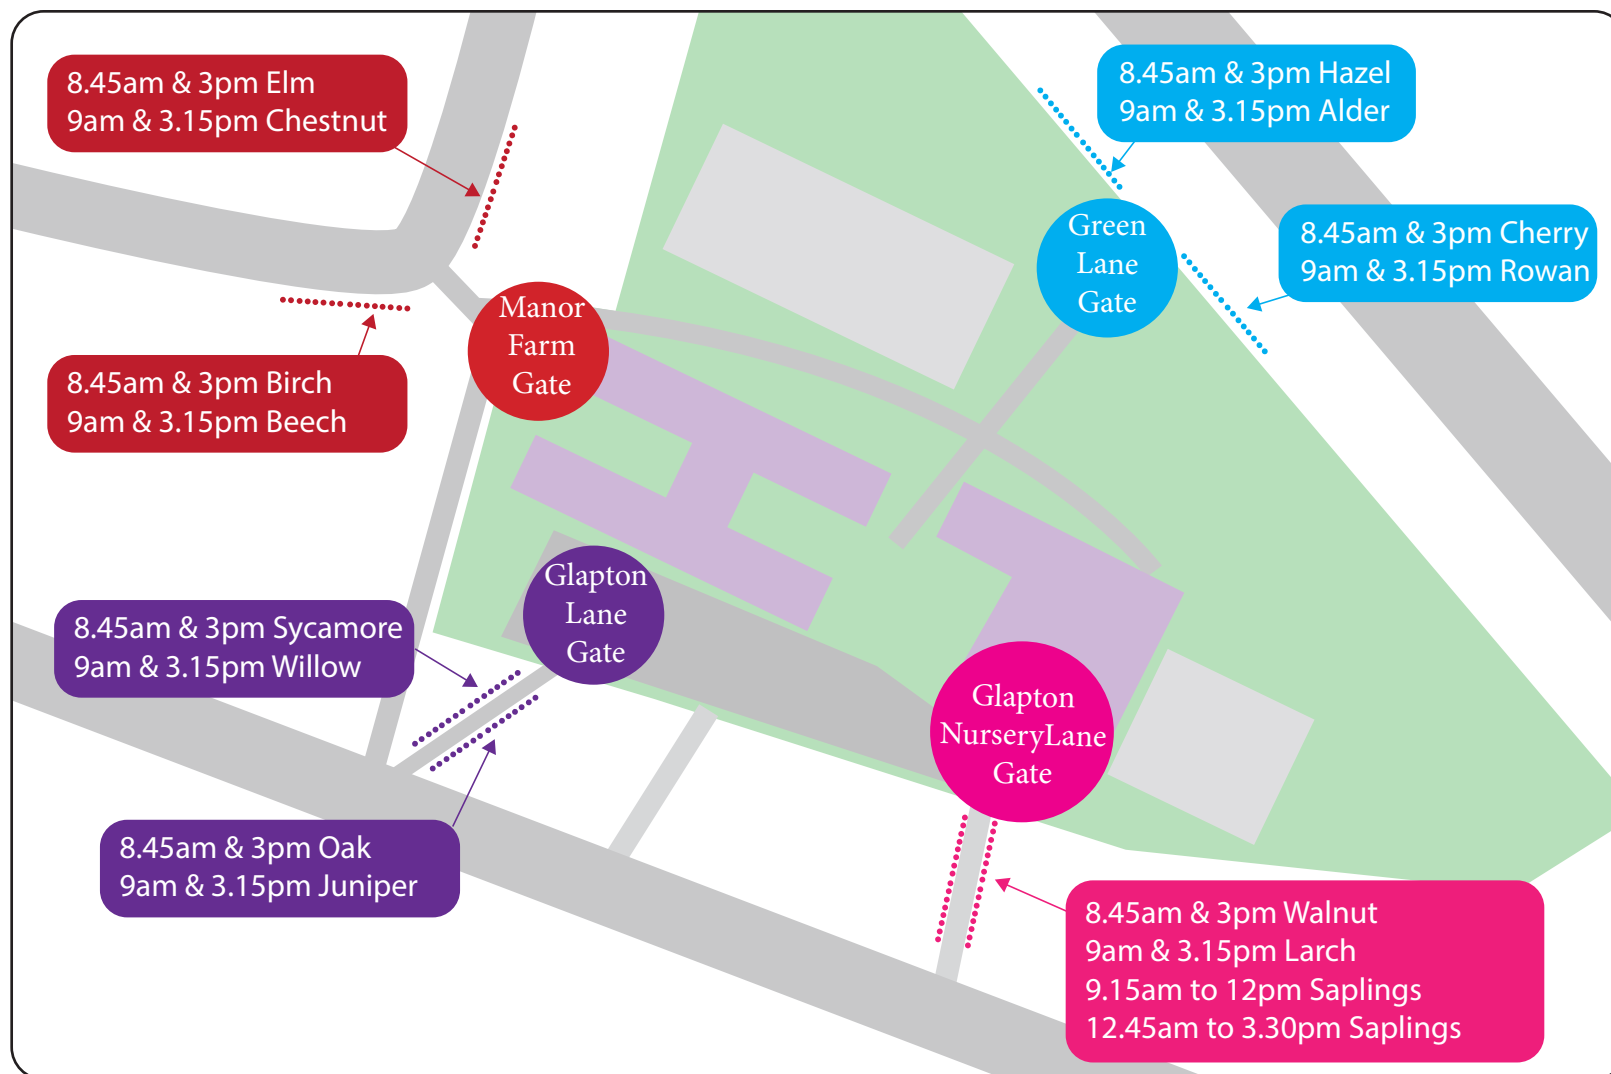 8.45am & 3pm Elm
9am & 3.15pm Chestnut
8.45am & 3pm Hazel
9am & 3.15pm Alder
Green
Lane
Gate
8.45am & 3pm Cherry
9am & 3.15pm Rowan
Manor
Farm
Gate
8.45am & 3pm Birch
9am & 3.15pm Beech
Glapton
Lane
Gate
8.45am & 3pm Sycamore
9am & 3.15pm Willow
Glapton
NurseryLane
Gate
8.45am & 3pm Oak
9am & 3.15pm Juniper
8.45am & 3pm Walnut
9am & 3.15pm Larch
9.15am to 12pm Saplings
12.45am to 3.30pm Saplings